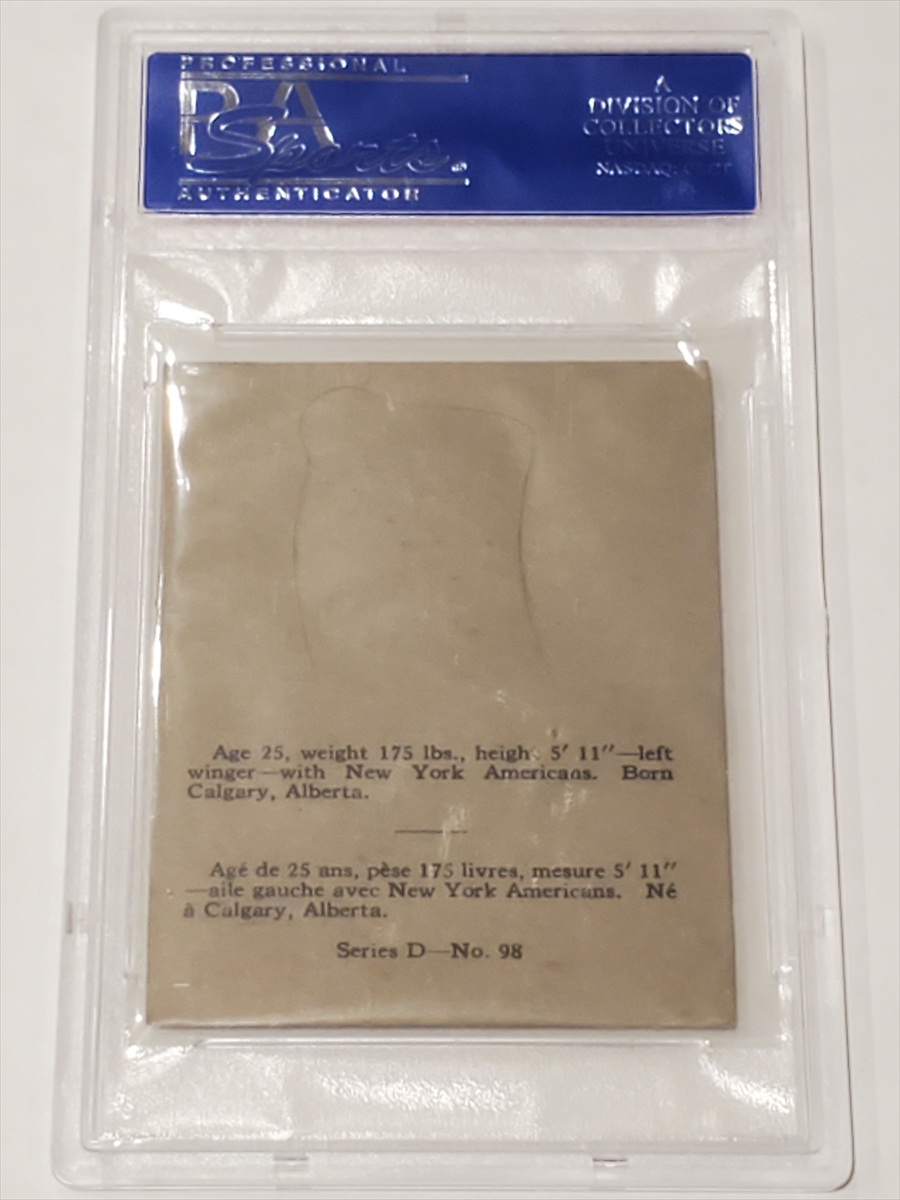 PROFESSIONAL
PSA
Sports
AUTHENTICATOR
A
DIVISION OF
COLLECTORS
UNIVERSE
NASDAQ: CLCT
Age 25, weight 175 lbs., heigh 5′ 11″—left
winger—with New York Americans. Born
Calgary, Alberta.
Agé de 25 ans, pèse 175 livres, mesure 5′ 11″
—aile gauche avec New York Americans. Né
à Calgary, Alberta.
Series D—No. 98